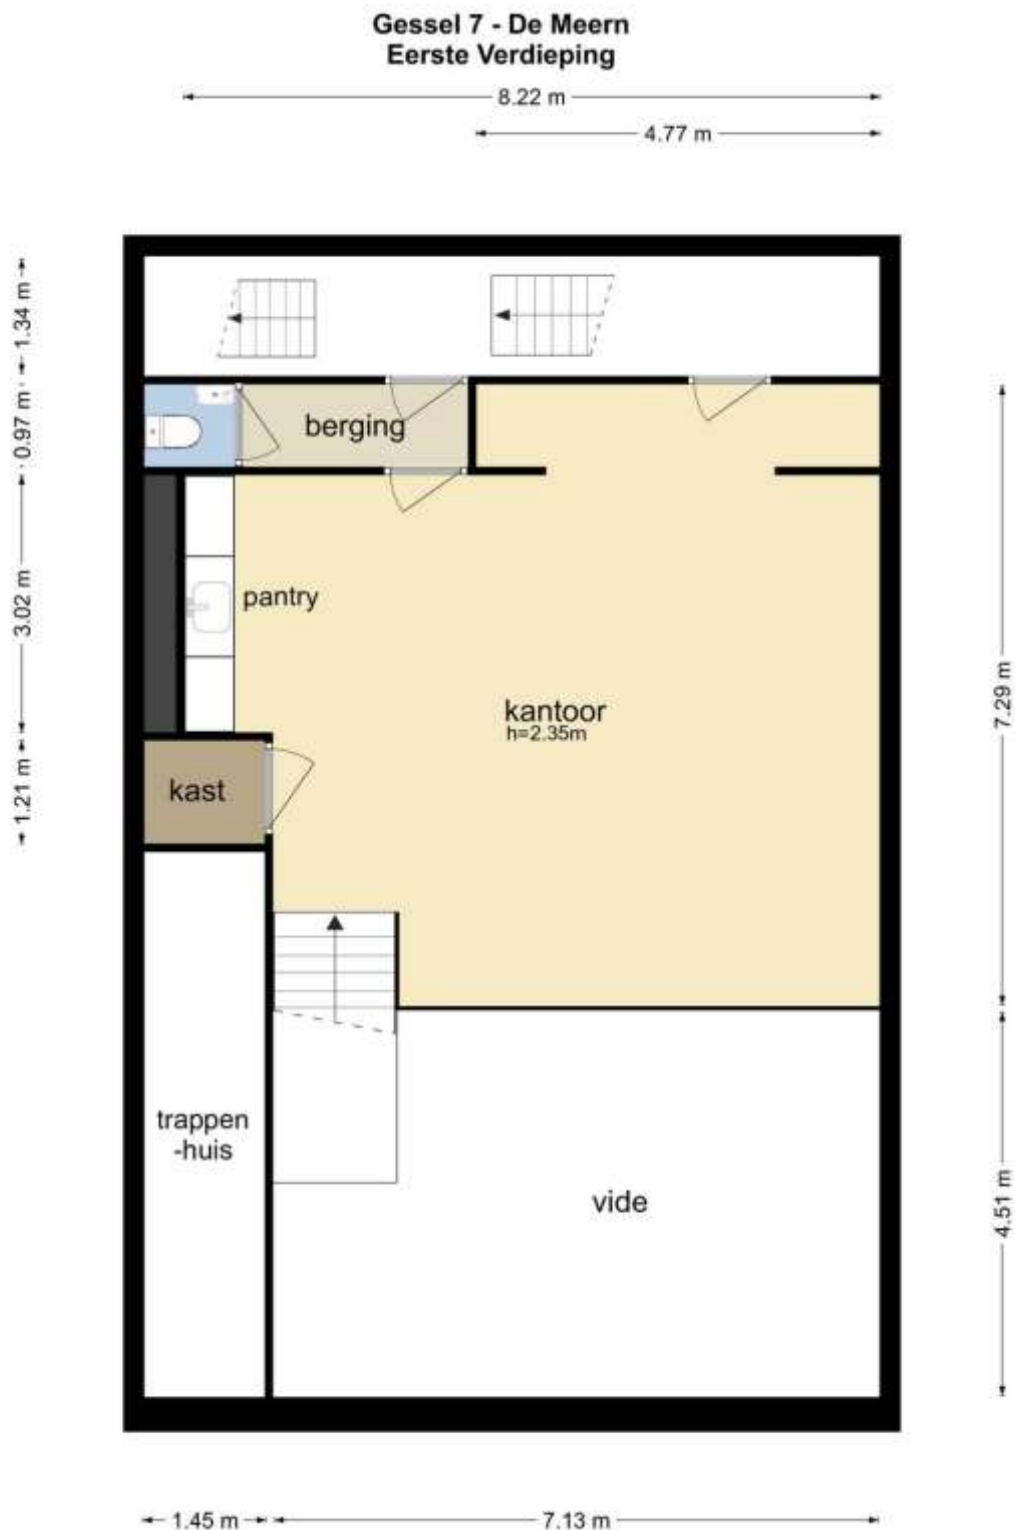 Gessel 7 - De Meern
Eerste Verdieping
8.22 m
4.77 m
1.34 m
0.97 m
berging
3.02 m
pantry
kantoor
h=2.35m
7.29 m
1.21 m
kast
trappen
-huis
vide
4.51 m
1.45 m
7.13 m